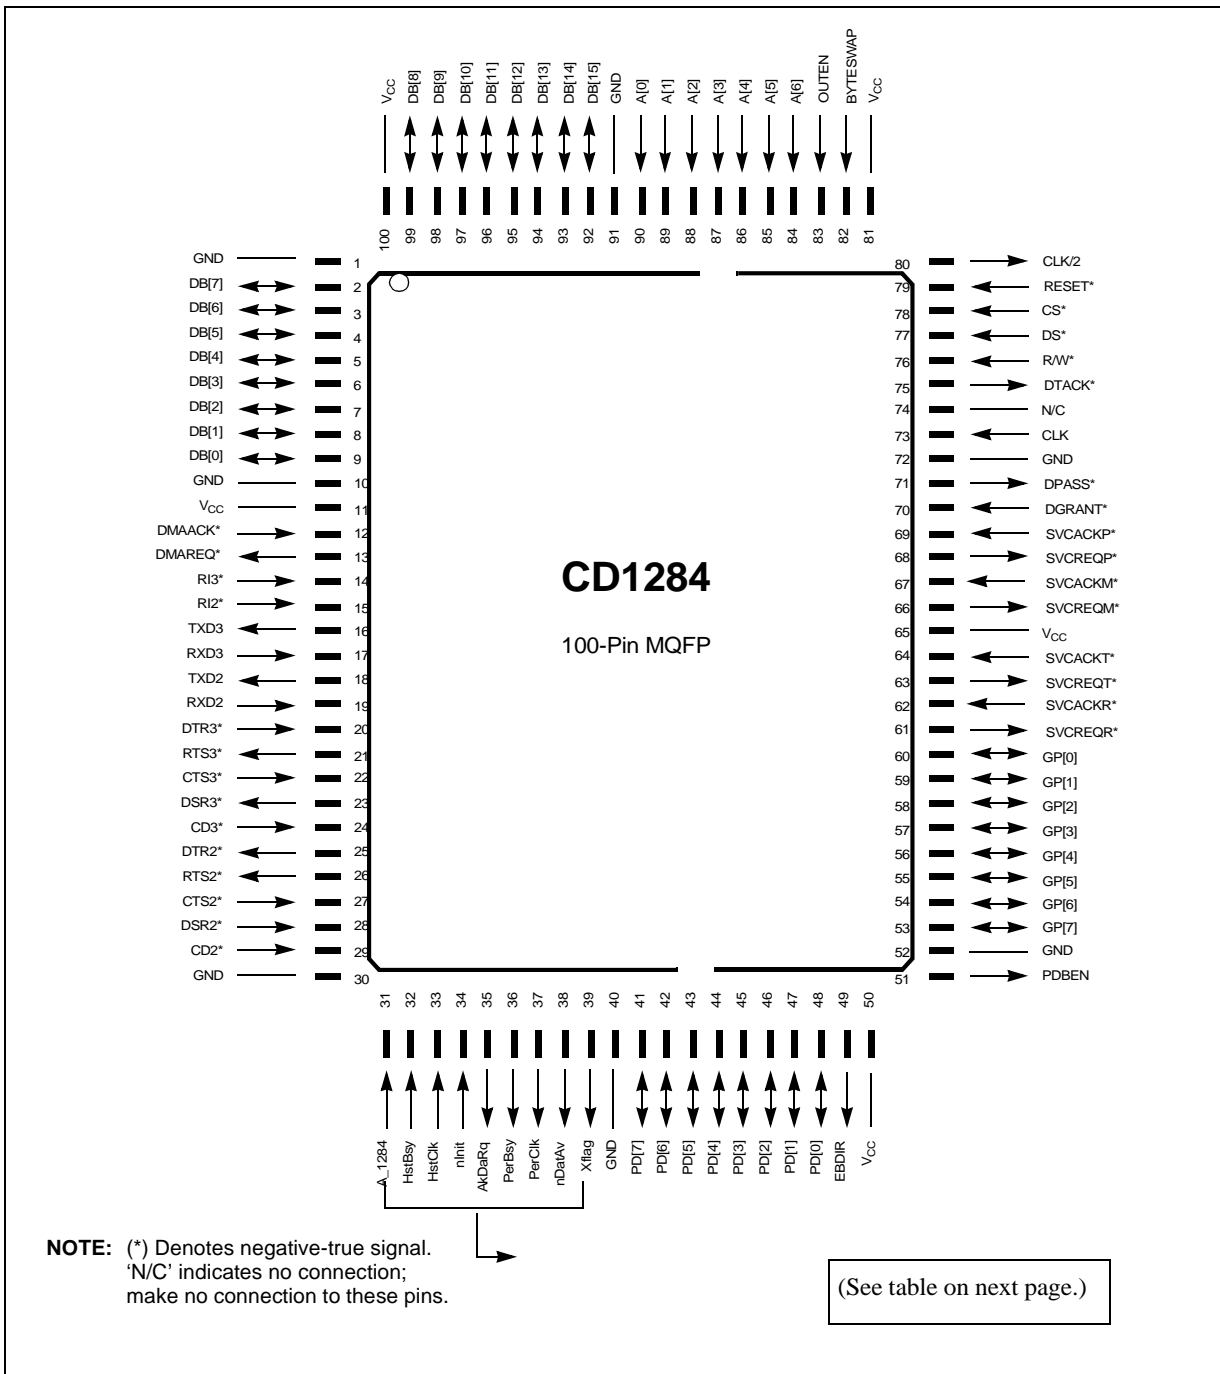 V_CC DB[8] DB[9] DB[10] DB[11] DB[12] DB[13] DB[14] DB[15] GND A[0] A[1] A[2] A[3] A[4] A[5] A[6] OUTEN BYTESWAP V_CC
100 99 98 97 96 95 94 93 92 91 90 89 88 87 86 85 84 83 82 81
GND 1 80 CLK/2
DB[7] 2 79 RESET*
DB[6] 3 78 CS*
DB[5] 4 77 DS*
DB[4] 5 76 R/W*
DB[3] 6 75 DTACK*
DB[2] 7 74 N/C
DB[1] 8 73 CLK
DB[0] 9 72 GND
GND 10 71 DPASS*
V_CC 11 70 DGRANT*
DMAACK* 12 69 SVCACKP*
DMAREQ* 13 68 SVCREQP*
RI3* 14 67 SVCACKM*
RI2* 15 66 SVCREQM*
TXD3 16 65 V_CC
RXD3 17 64 SVCACKT*
TXD2 18 63 SVCREQT*
RXD2 19 62 SVCACKR*
DTR3* 20 61 SVCREQR*
RTS3* 21 60 GP[0]
CTS3* 22 59 GP[1]
DSR3* 23 58 GP[2]
CD3* 24 57 GP[3]
DTR2* 25 56 GP[4]
RTS2* 26 55 GP[5]
CTS2* 27 54 GP[6]
DSR2* 28 53 GP[7]
CD2* 29 52 GND
GND 30 51 PDBEN
CD1284
100-Pin MQFP
31 32 33 34 35 36 37 38 39 40 41 42 43 44 45 46 47 48 49 50
A_1284 HstBsy HstClk nInit AkDaRq PerBsy PerClk nDatAv Xflag GND PD[7] PD[6] PD[5] PD[4] PD[3] PD[2] PD[1] PD[0] EBDIR V_CC
NOTE: (*) Denotes negative-true signal.
‘N/C’ indicates no connection;
make no connection to these pins.
(See table on next page.)